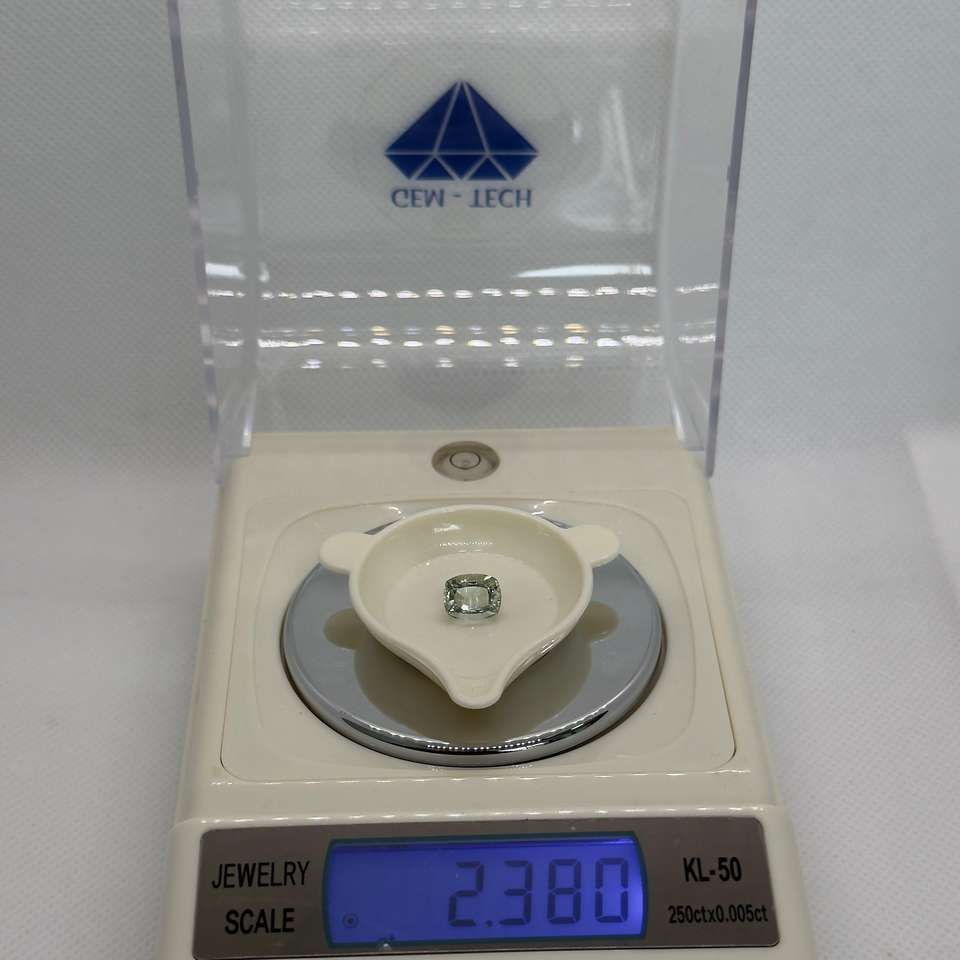 GEM - TECH
JEWELRY
SCALE
2.380
KL-50
250ctx0.005ct